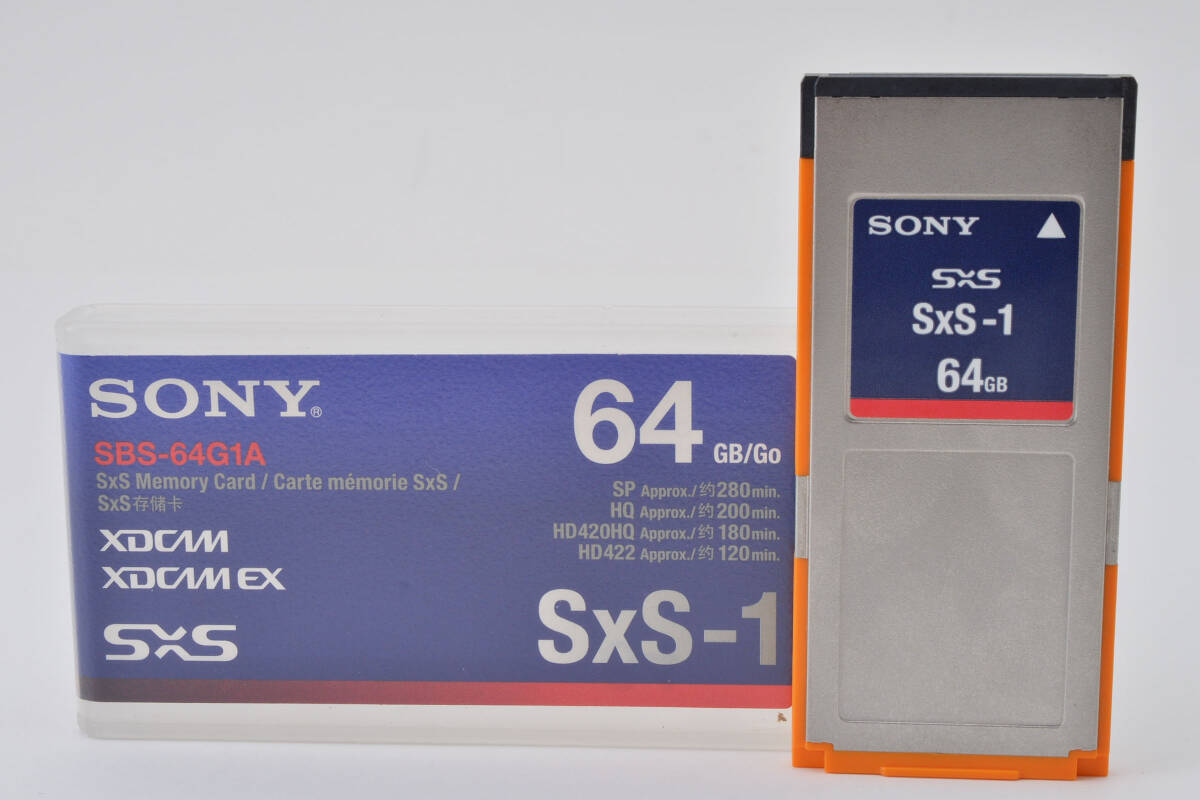 SONY®
SBS-64G1A
SxS Memory Card / Carte mémorie SxS /
SxS存储卡
XDCAM
XDCAM EX
SxS
64 GB/Go
SP Approx./约280min.
HQ Approx./约200min.
HD420HQ Approx./约180min.
HD422 Approx./约120min.
SxS-1
SONY
SxS
SxS-1
64GB